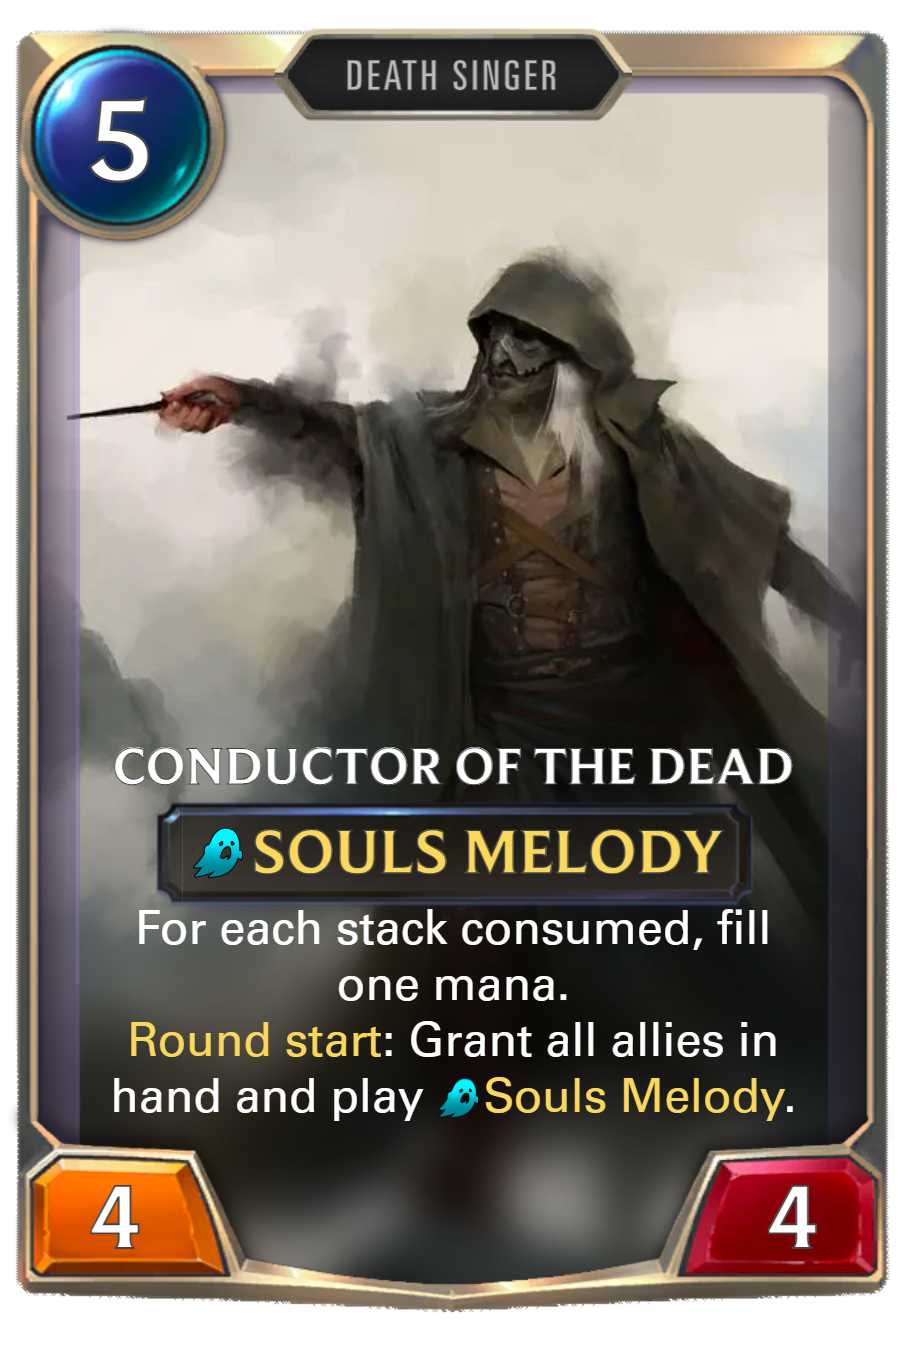 DEATH SINGER
5
CONDUCTOR OF THE DEAD
SOULS MELODY
For each stack consumed, fill
one mana.
Round start: Grant all allies in
hand and play Souls Melody.
4
4